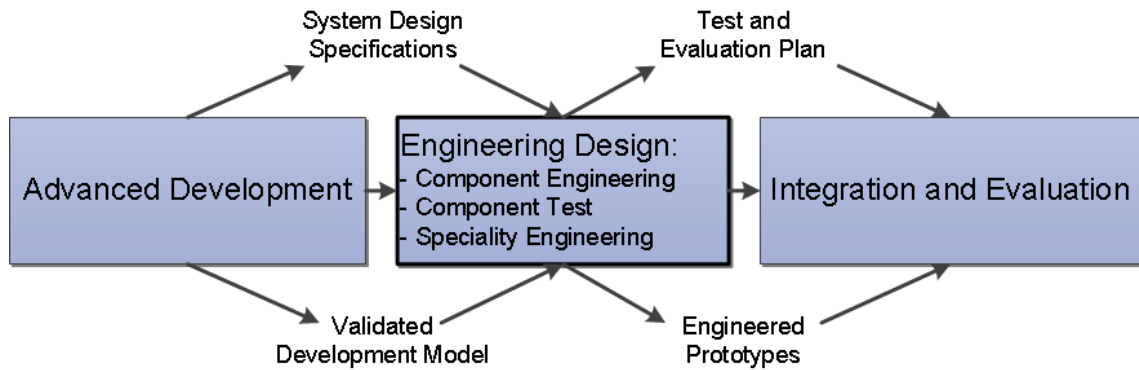 System Design
Specifications
Test and
Evaluation Plan
Advanced Development
Engineering Design:
- Component Engineering
- Component Test
- Speciality Engineering
Integration and Evaluation
Validated
Development Model
Engineered
Prototypes